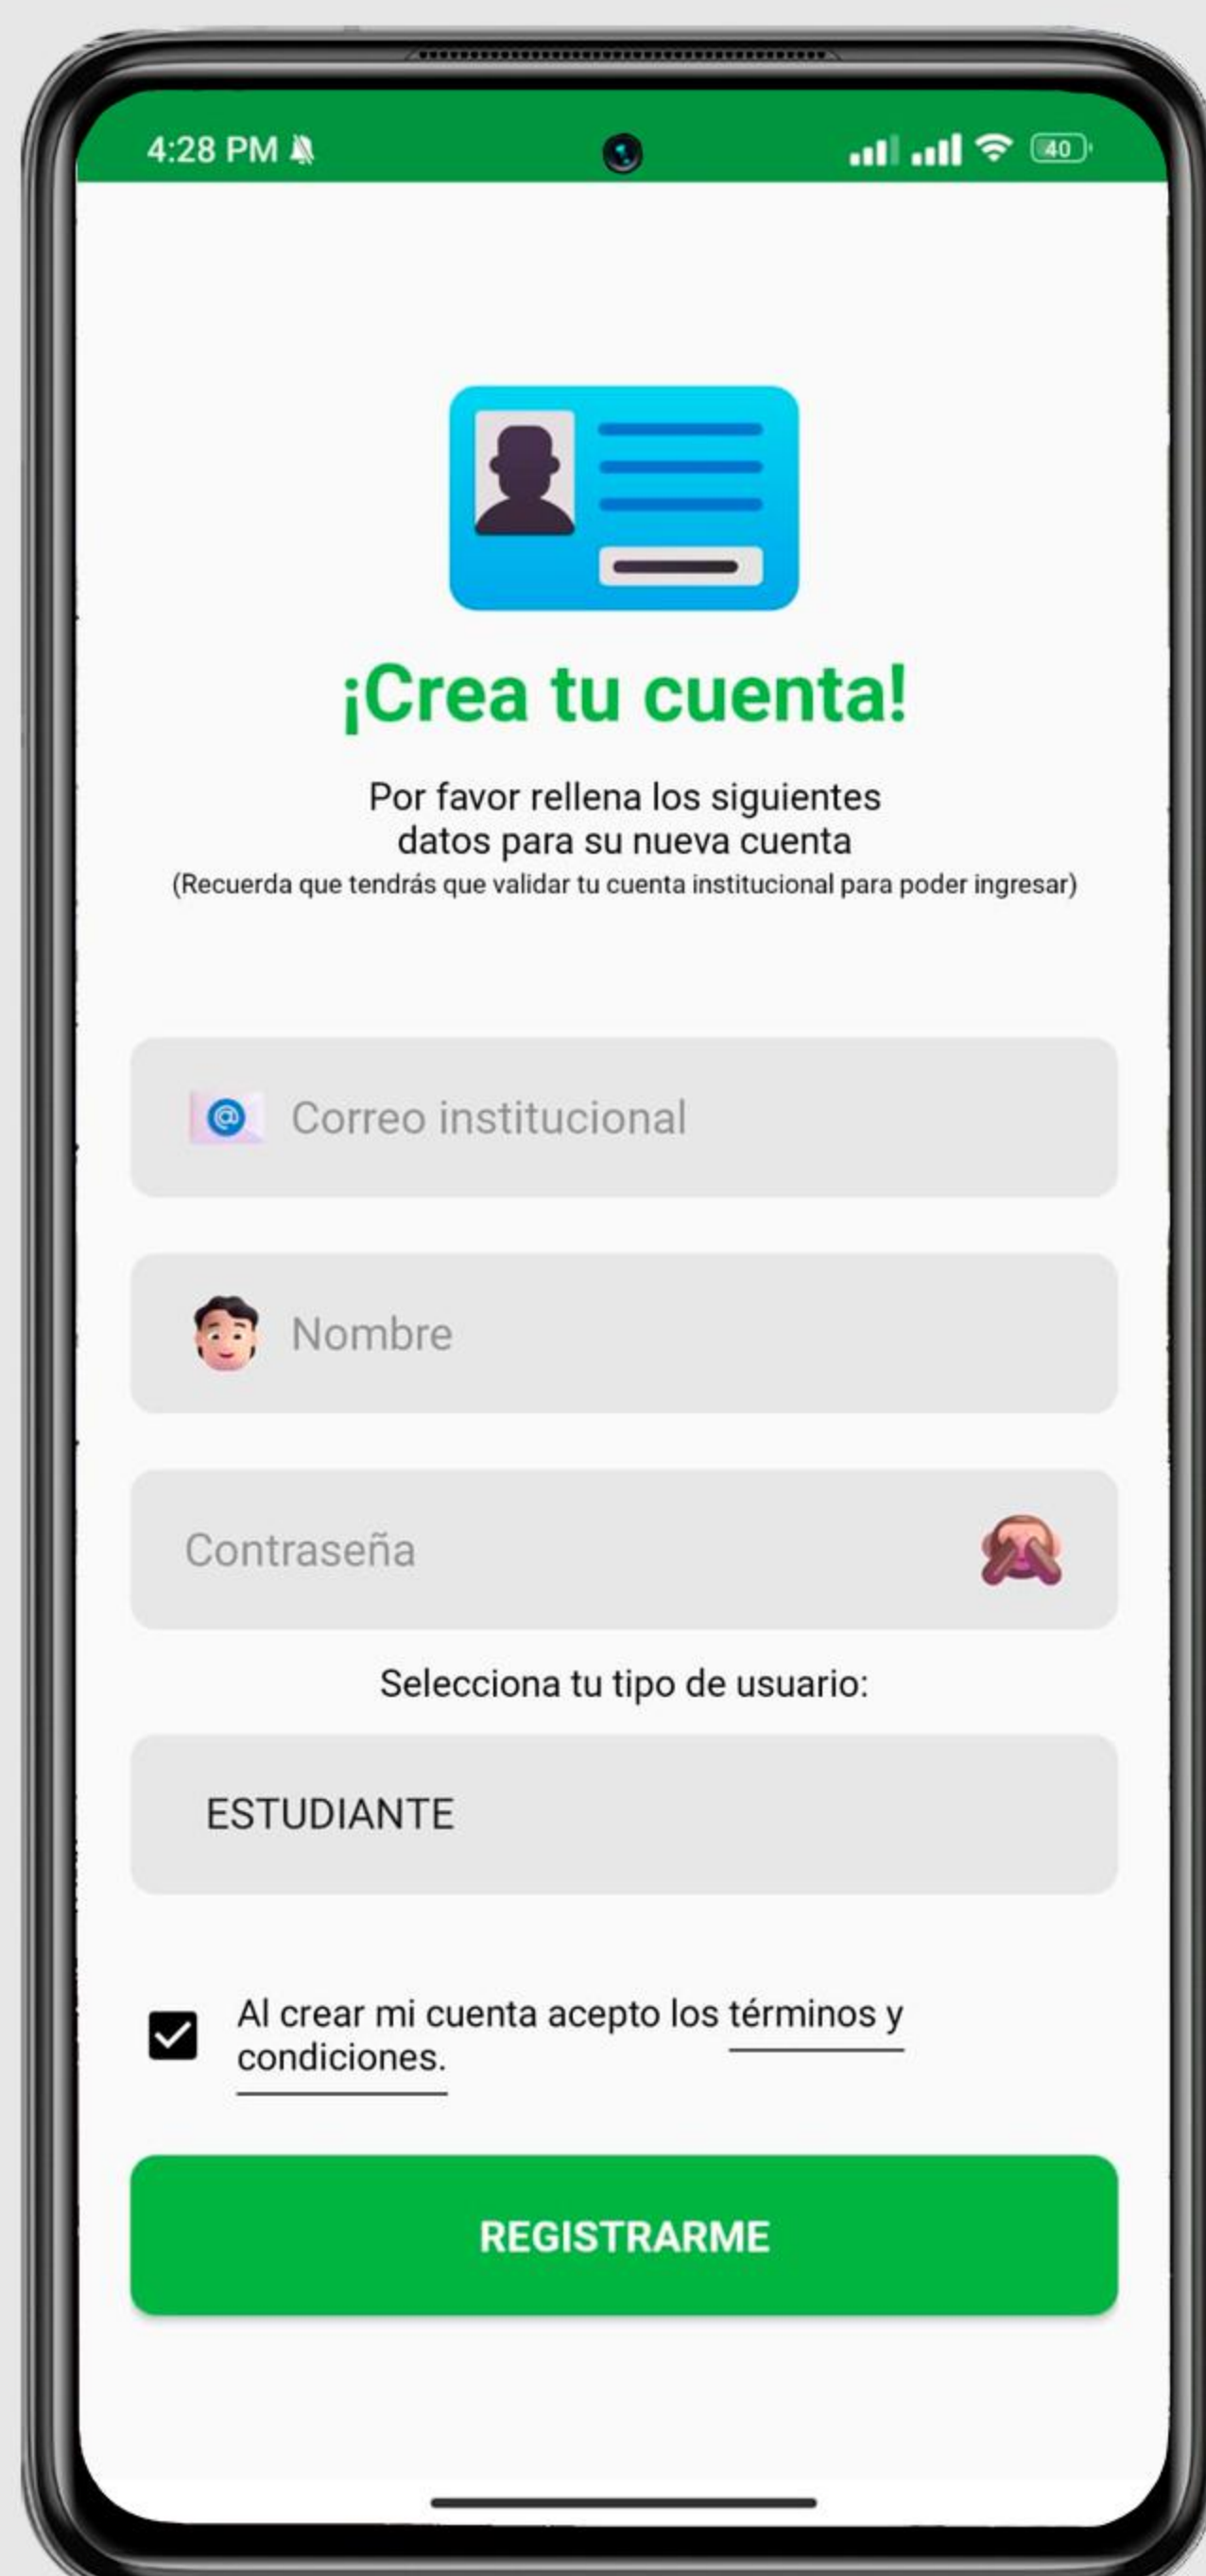 4:28 PM
40
¡Crea tu cuenta!
Por favor rellena los siguientes
datos para su nueva cuenta
(Recuerda que tendrás que validar tu cuenta institucional para poder ingresar)
@ Correo institucional
Nombre
Contraseña
Selecciona tu tipo de usuario:
ESTUDIANTE
Al crear mi cuenta acepto los términos y
condiciones.
REGISTRARME